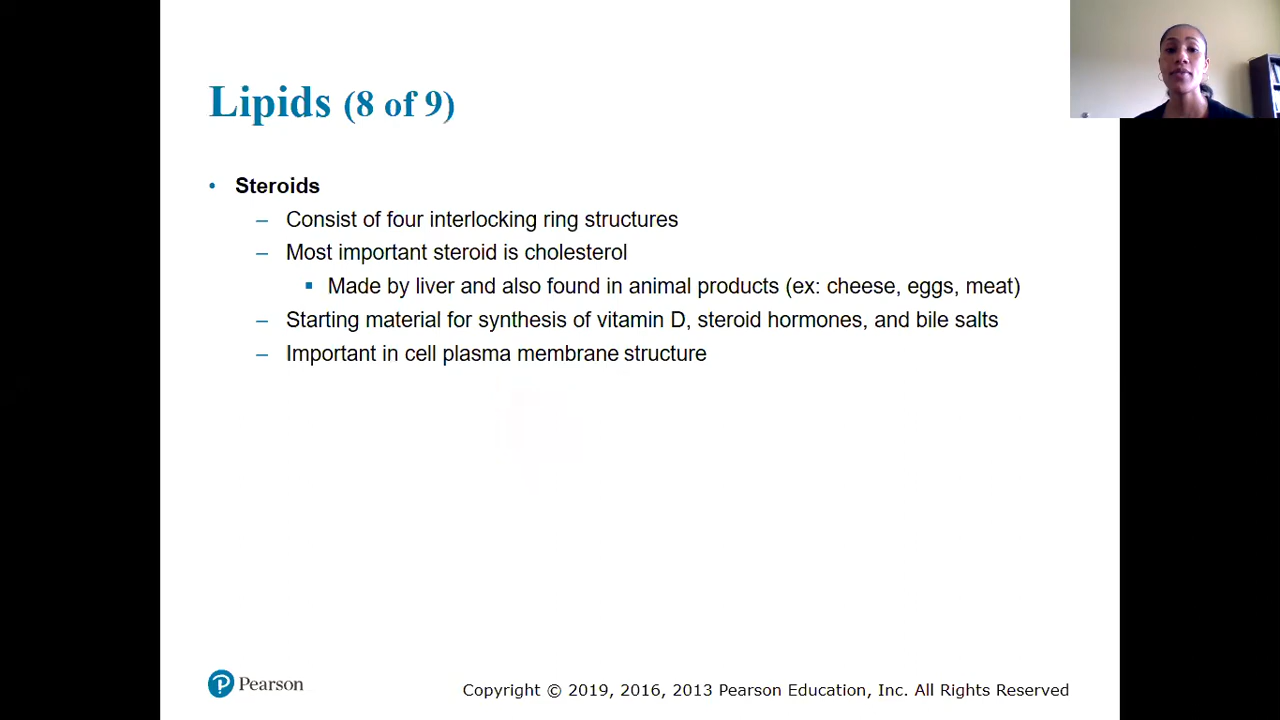 Lipids (8 of 9)
• Steroids
– Consist of four interlocking ring structures
– Most important steroid is cholesterol
▪ Made by liver and also found in animal products (ex: cheese, eggs, meat)
– Starting material for synthesis of vitamin D, steroid hormones, and bile salts
– Important in cell plasma membrane structure
P Pearson
Copyright © 2019, 2016, 2013 Pearson Education, Inc. All Rights Reserved